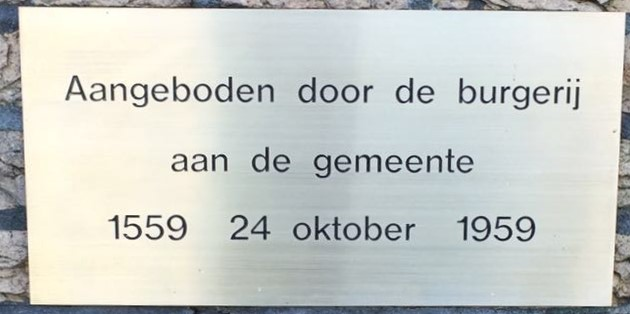 Aangeboden door de burgerij
aan de gemeente
1559 24 oktober 1959